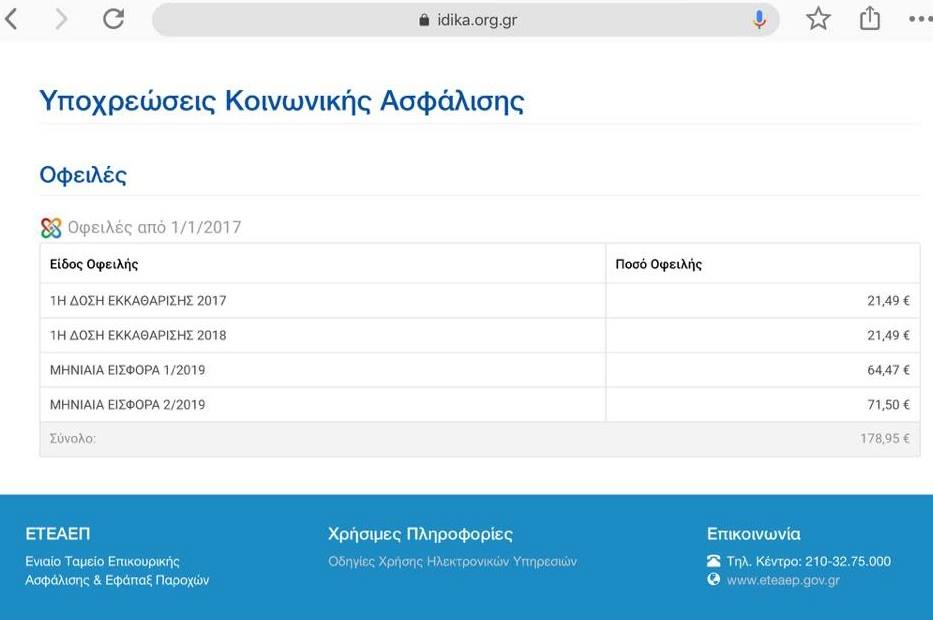 idika.org.gr
Υποχρεώσεις Κοινωνικής Ασφάλισης
Οφειλές
Οφειλές από 1/1/2017
Είδος Οφειλής Ποσό Οφειλής
1Η ΔΟΣΗ ΕΚΚΑΘΑΡΙΣΗΣ 2017 21,49 €
1Η ΔΟΣΗ ΕΚΚΑΘΑΡΙΣΗΣ 2018 21,49 €
ΜΗΝΙΑΙΑ ΕΙΣΦΟΡΑ 1/2019 64,47 €
ΜΗΝΙΑΙΑ ΕΙΣΦΟΡΑ 2/2019 71,50 €
Σύνολο: 178,95 €
ΕΤΕΑΕΠ
Ενιαίο Ταμείο Επικουρικής
Ασφάλισης & Εφάπαξ Παροχών
Χρήσιμες Πληροφορίες
Οδηγίες Χρήσης Ηλεκτρονικών Υπηρεσιών
Επικοινωνία
Τηλ. Κέντρο: 210-32.75.000
www.eteaep.gov.gr